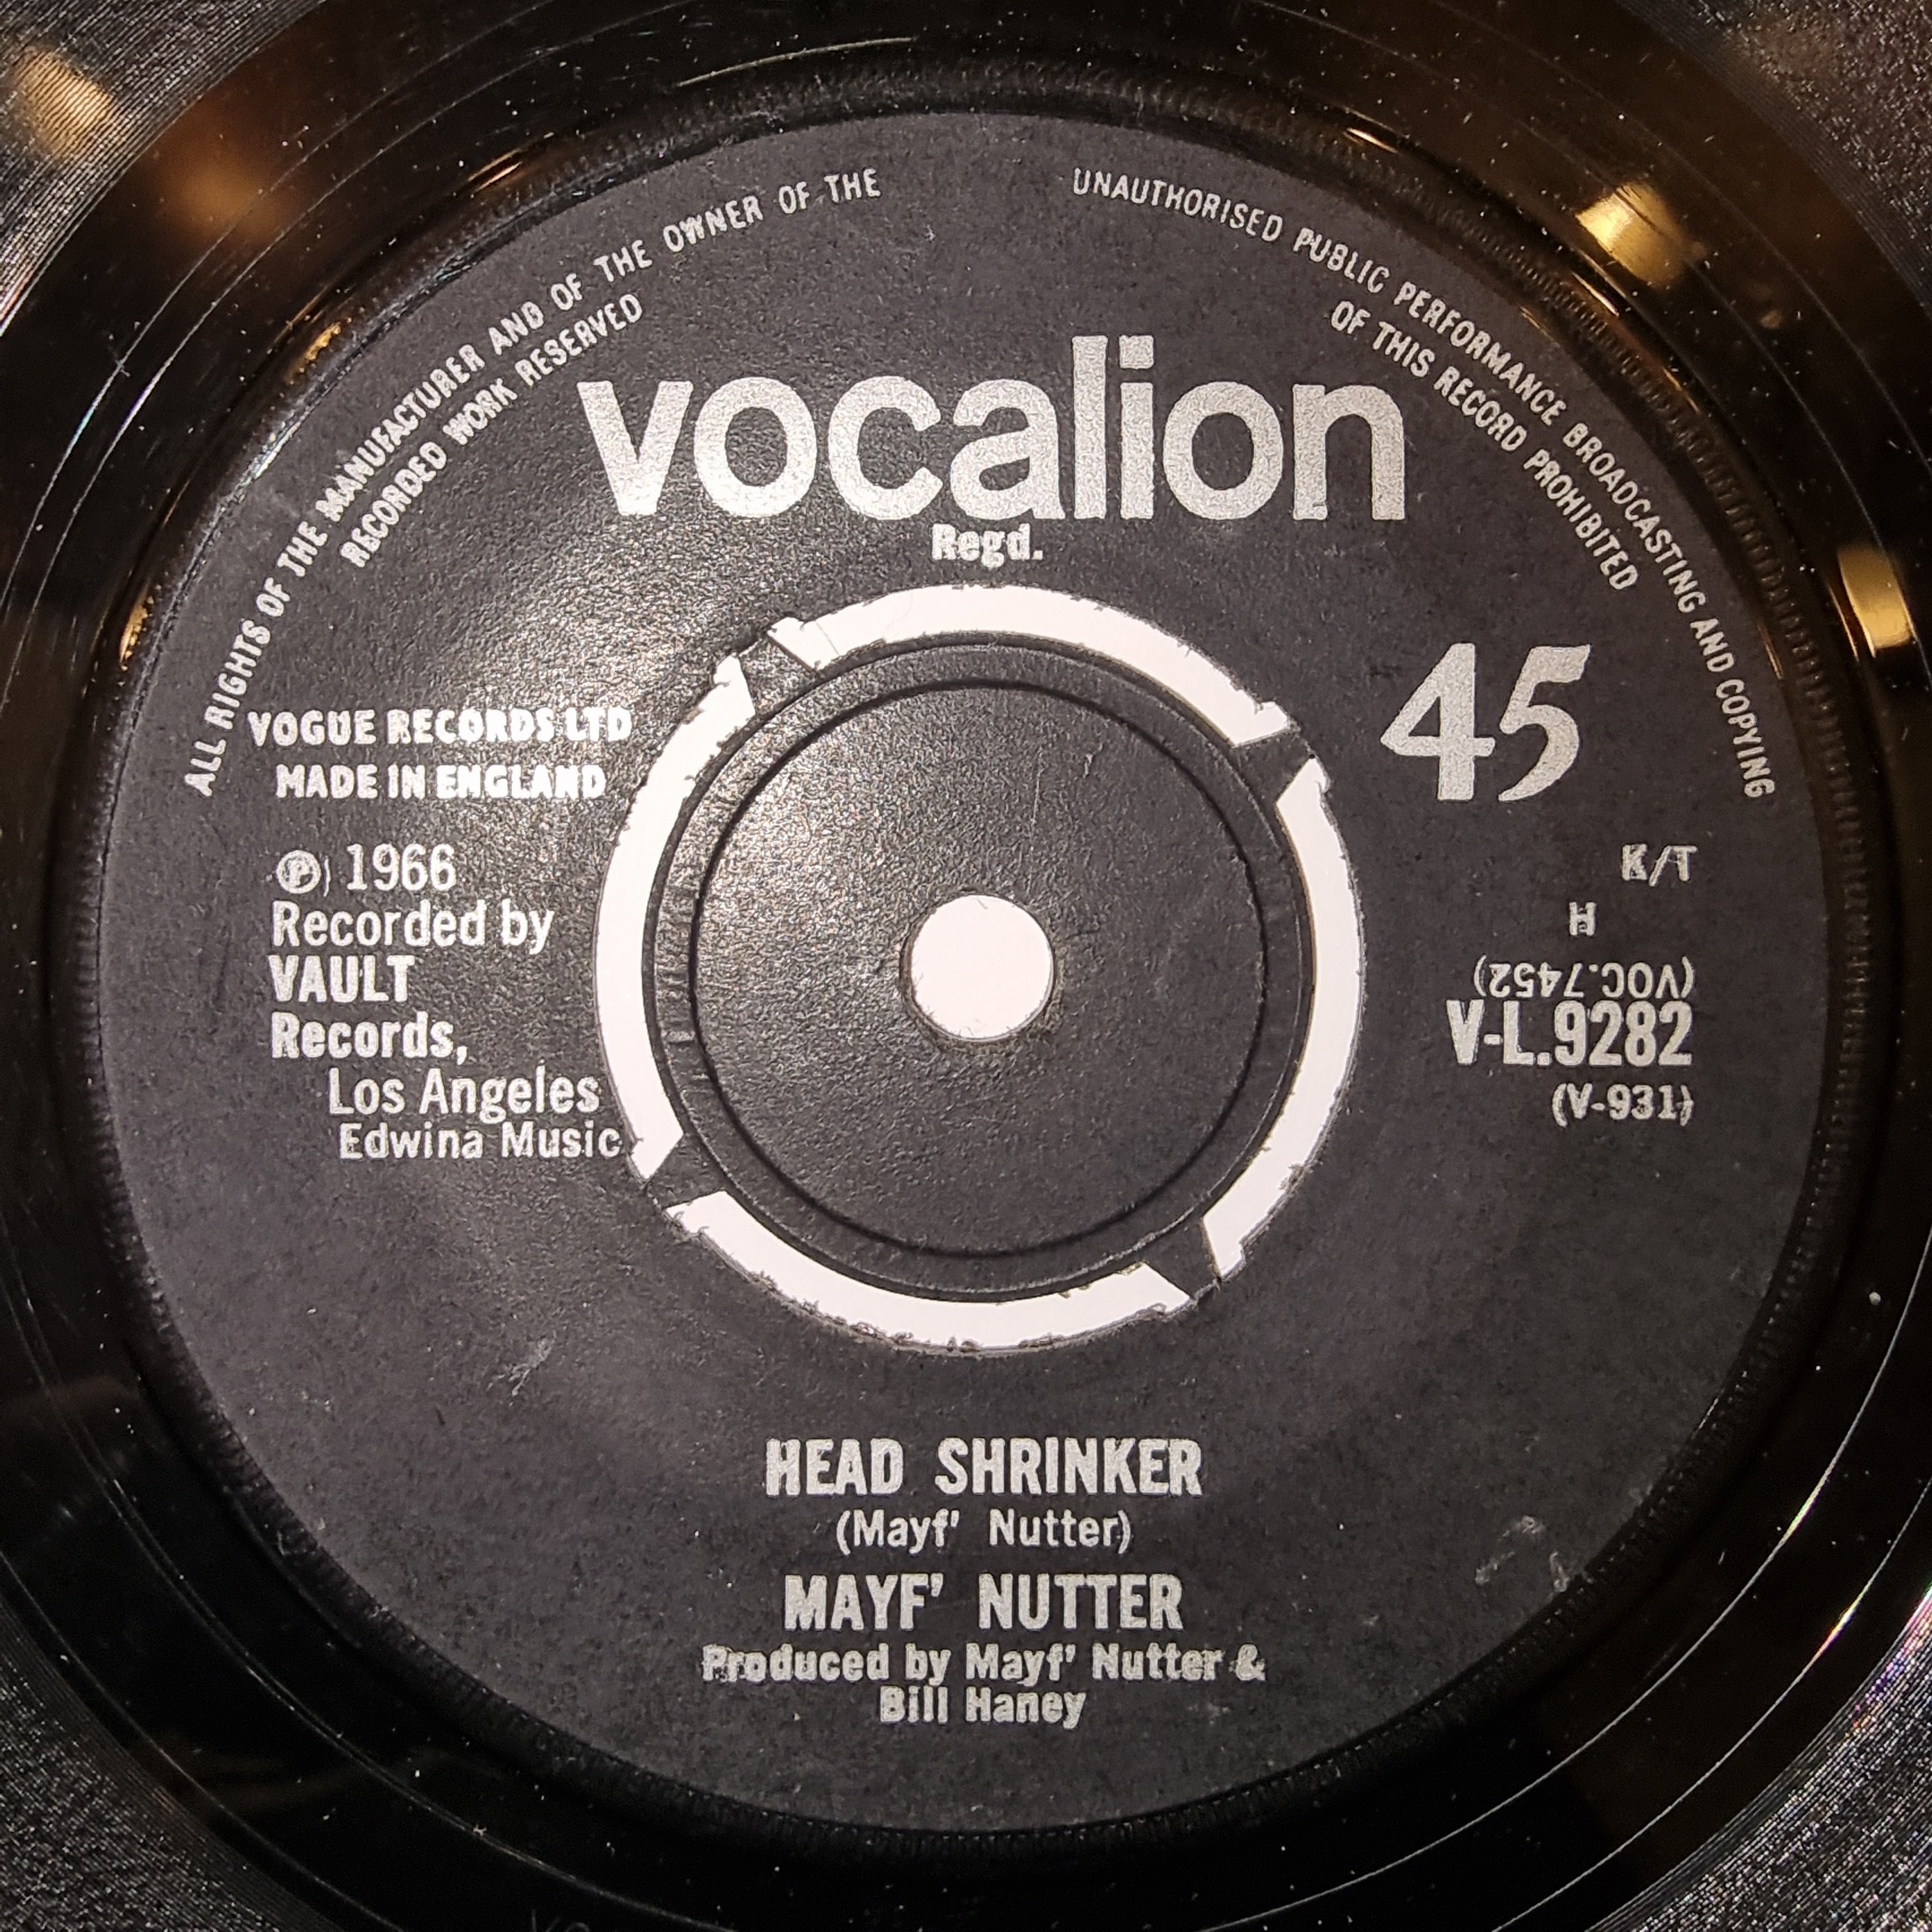 ALL RIGHTS OF THE MANUFACTURER AND OF THE OWNER OF THE
RECORDED WORK RESERVED
UNAUTHORISED PUBLIC PERFORMANCE BROADCASTING AND COPYING
OF THIS RECORD PROHIBITED
vocalion
Regd.
VOGUE RECORDS LTD
MADE IN ENGLAND
Ⓟ 1966
Recorded by
VAULT
Records,
Los Angeles
Edwina Music
45
K/T
H
(VOC.7452)
V-L.9282
(V-931)
HEAD SHRINKER
(Mayf' Nutter)
MAYF' NUTTER
Produced by Mayf' Nutter &
Bill Haney